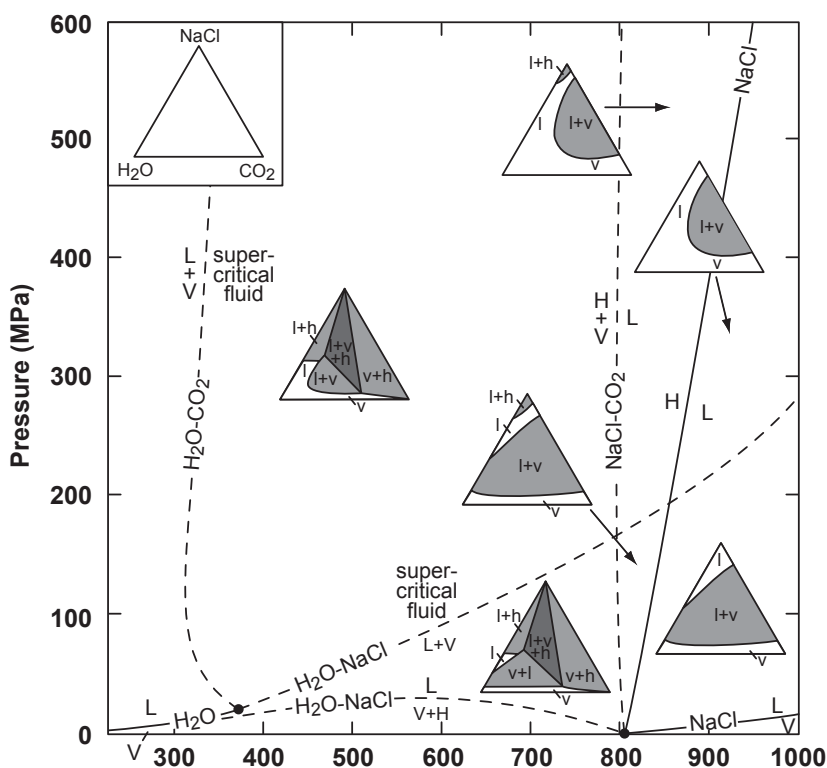 600
500
400
300
200
100
0
Pressure (MPa)
300
400
500
600
700
800
900
1000
NaCl
H₂O
CO₂
L
+
V
super-
critical
fluid
H₂O-CO₂
l+h
l
l+v
v
NaCl
l
l+v
v
H
+
V
L
NaCl-CO₂
H
L
l+h
l+v
+h
l
l+v
v+h
v
l+h
l
l+v
v
super-
critical
fluid
L+V
H₂O-NaCl
l+h
l+v
+h
l
v+l
v+h
v
l
l+v
v
L
H₂O
V
H₂O-NaCl
L
V+H
NaCl
L
V